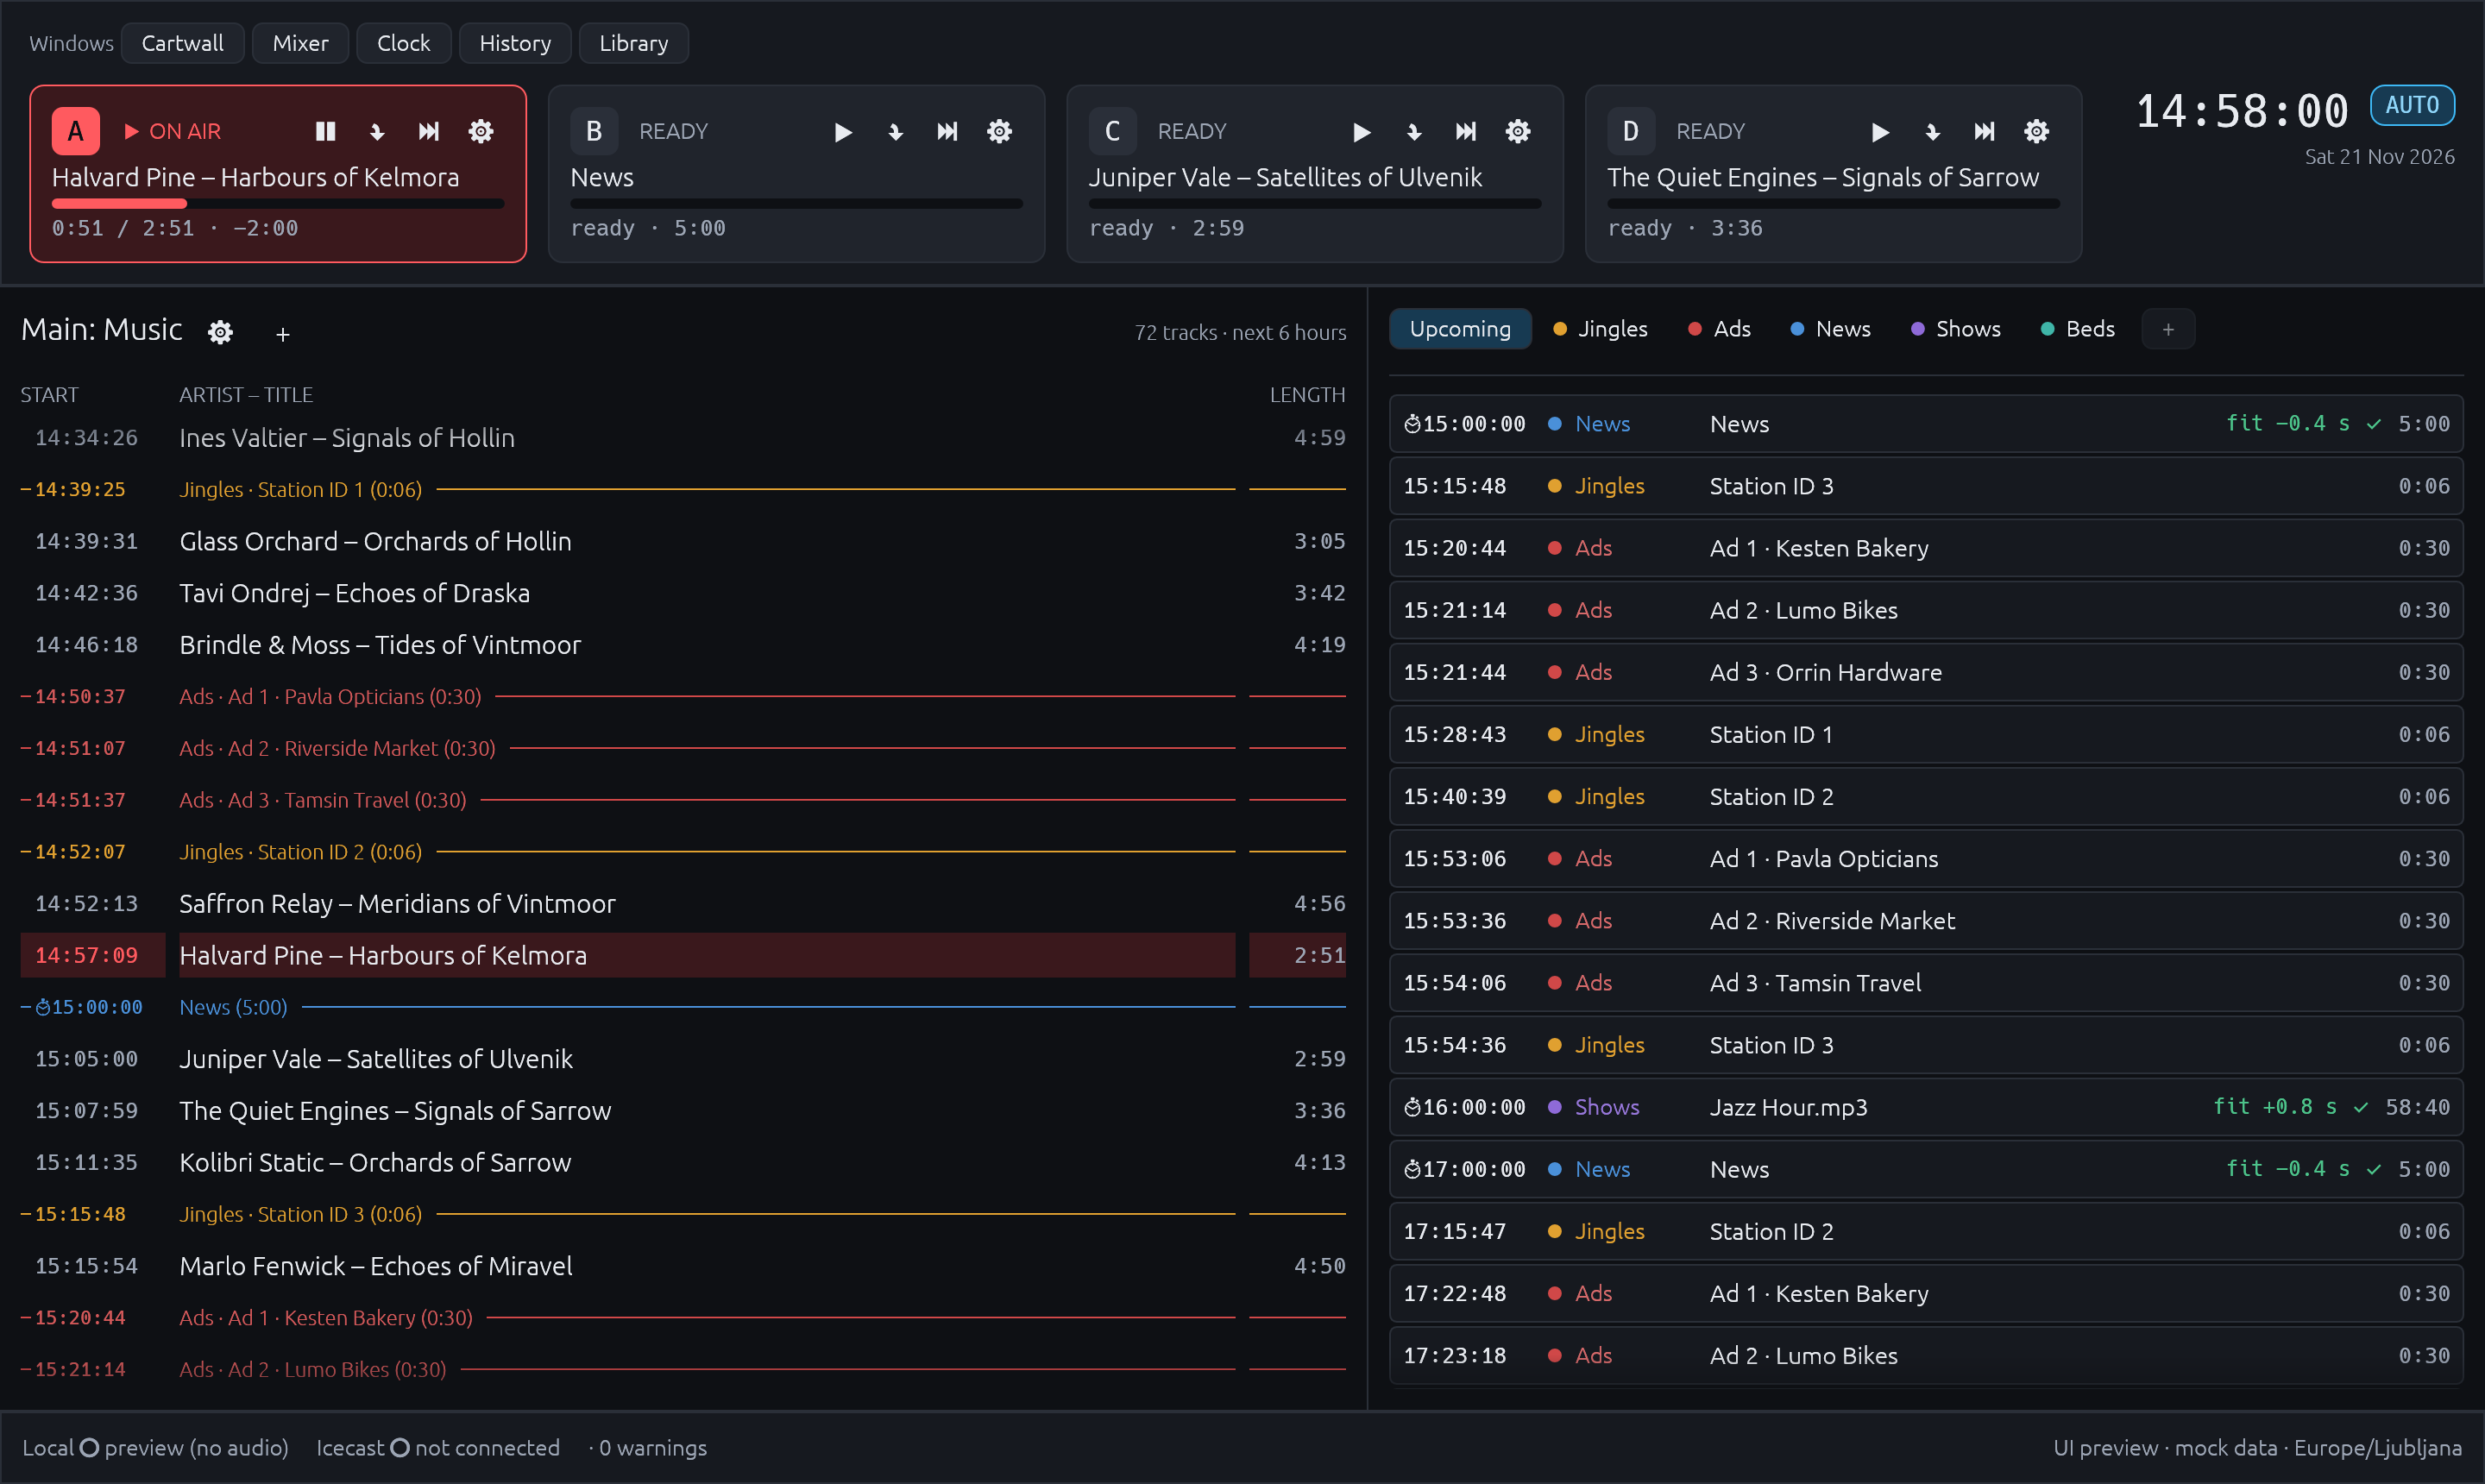 Windows Cartwall Mixer Clock History Library
A ▶ ON AIR
Halvard Pine – Harbours of Kelmora
0:51 / 2:51 · −2:00
B READY
News
ready · 5:00
C READY
Juniper Vale – Satellites of Ulvenik
ready · 2:59
D READY
The Quiet Engines – Signals of Sarrow
ready · 3:36
14:58:00 AUTO
Sat 21 Nov 2026
Main: Music + 72 tracks · next 6 hours
START ARTIST – TITLE LENGTH
14:34:26 Ines Valtier – Signals of Hollin 4:59
14:39:25 Jingles · Station ID 1 (0:06)
14:39:31 Glass Orchard – Orchards of Hollin 3:05
14:42:36 Tavi Ondrej – Echoes of Draska 3:42
14:46:18 Brindle & Moss – Tides of Vintmoor 4:19
14:50:37 Ads · Ad 1 · Pavla Opticians (0:30)
14:51:07 Ads · Ad 2 · Riverside Market (0:30)
14:51:37 Ads · Ad 3 · Tamsin Travel (0:30)
14:52:07 Jingles · Station ID 2 (0:06)
14:52:13 Saffron Relay – Meridians of Vintmoor 4:56
14:57:09 Halvard Pine – Harbours of Kelmora 2:51
⏱15:00:00 News (5:00)
15:05:00 Juniper Vale – Satellites of Ulvenik 2:59
15:07:59 The Quiet Engines – Signals of Sarrow 3:36
15:11:35 Kolibri Static – Orchards of Sarrow 4:13
15:15:48 Jingles · Station ID 3 (0:06)
15:15:54 Marlo Fenwick – Echoes of Miravel 4:50
15:20:44 Ads · Ad 1 · Kesten Bakery (0:30)
15:21:14 Ads · Ad 2 · Lumo Bikes (0:30)
Upcoming Jingles Ads News Shows Beds +
⏱15:00:00 News News fit −0.4 s ✓ 5:00
15:15:48 Jingles Station ID 3 0:06
15:20:44 Ads Ad 1 · Kesten Bakery 0:30
15:21:14 Ads Ad 2 · Lumo Bikes 0:30
15:21:44 Ads Ad 3 · Orrin Hardware 0:30
15:28:43 Jingles Station ID 1 0:06
15:40:39 Jingles Station ID 2 0:06
15:53:06 Ads Ad 1 · Pavla Opticians 0:30
15:53:36 Ads Ad 2 · Riverside Market 0:30
15:54:06 Ads Ad 3 · Tamsin Travel 0:30
15:54:36 Jingles Station ID 3 0:06
⏱16:00:00 Shows Jazz Hour.mp3 fit +0.8 s ✓ 58:40
⏱17:00:00 News News fit −0.4 s ✓ 5:00
17:15:47 Jingles Station ID 2 0:06
17:22:48 Ads Ad 1 · Kesten Bakery 0:30
17:23:18 Ads Ad 2 · Lumo Bikes 0:30
Local preview (no audio) Icecast not connected · 0 warnings UI preview · mock data · Europe/Ljubljana